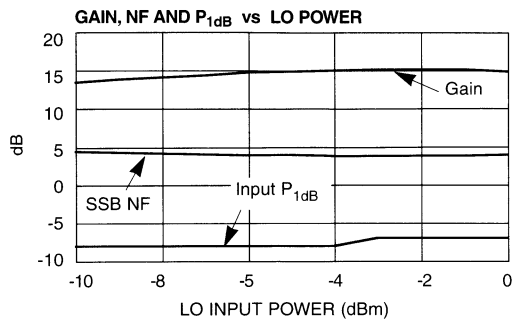 GAIN, NF AND P1dB vs LO POWER
20
15
10
5
0
-5
-10
dB
Gain
SSB NF
Input P1dB
-10
-8
-6
-4
-2
0
LO INPUT POWER (dBm)